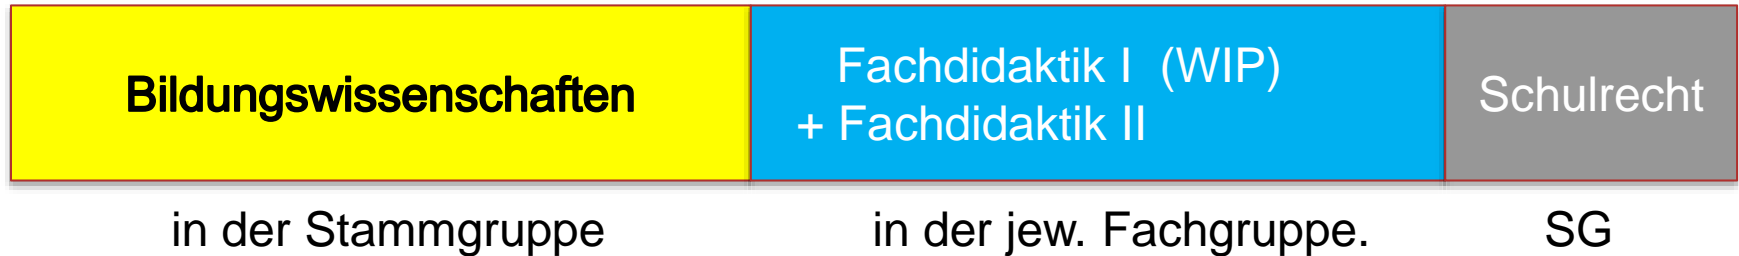 Bildungswissenschaften
Fachdidaktik I (WIP)
+ Fachdidaktik II
Schulrecht
in der Stammgruppe
in der jew. Fachgruppe.
SG